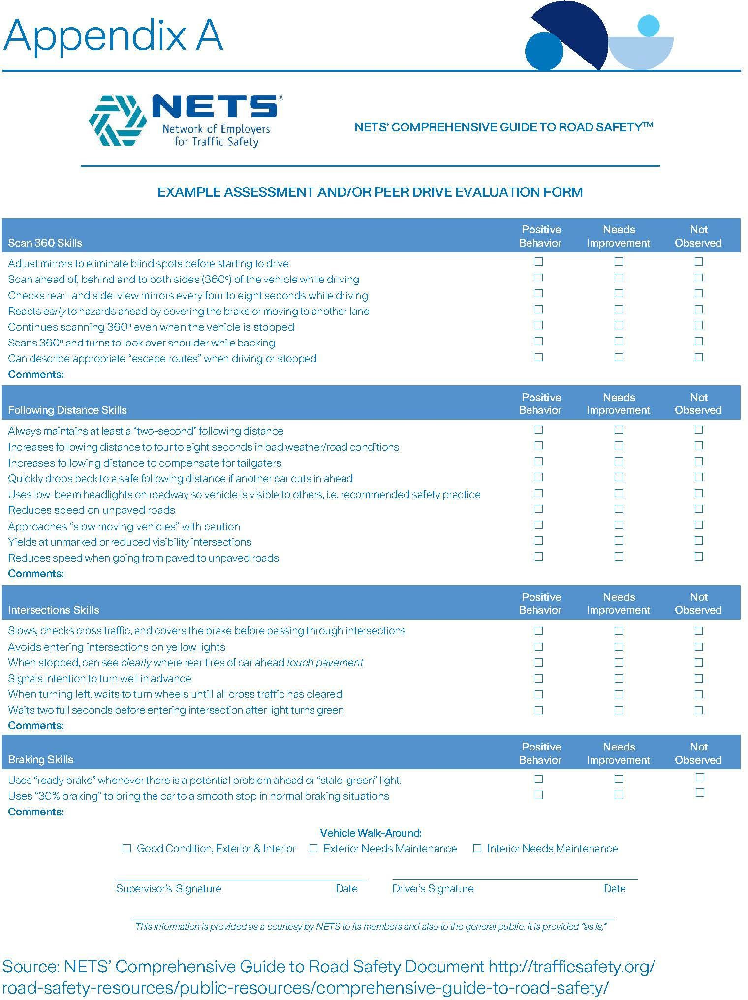 Appendix A
NETS®
Network of Employers
for Traffic Safety
NETS’ COMPREHENSIVE GUIDE TO ROAD SAFETY™
EXAMPLE ASSESSMENT AND/OR PEER DRIVE EVALUATION FORM
Scan 360 Skills Positive Behavior Needs Improvement Not Observed
Adjust mirrors to eliminate blind spots before starting to drive ☐ ☐ ☐
Scan ahead of, behind and to both sides (360º) of the vehicle while driving ☐ ☐ ☐
Checks rear- and side-view mirrors every four to eight seconds while driving ☐ ☐ ☐
Reacts early to hazards ahead by covering the brake or moving to another lane ☐ ☐ ☐
Continues scanning 360º even when the vehicle is stopped ☐ ☐ ☐
Scans 360º and turns to look over shoulder while backing ☐ ☐ ☐
Can describe appropriate “escape routes” when driving or stopped ☐ ☐ ☐
Comments:
Following Distance Skills Positive Behavior Needs Improvement Not Observed
Always maintains at least a “two-second” following distance ☐ ☐ ☐
Increases following distance to four to eight seconds in bad weather/road conditions ☐ ☐ ☐
Increases following distance to compensate for tailgaters ☐ ☐ ☐
Quickly drops back to a safe following distance if another car cuts in ahead ☐ ☐ ☐
Uses low-beam headlights on roadway so vehicle is visible to others, i.e. recommended safety practice ☐ ☐ ☐
Reduces speed on unpaved roads ☐ ☐ ☐
Approaches “slow moving vehicles” with caution ☐ ☐ ☐
Yields at unmarked or reduced visibility intersections ☐ ☐ ☐
Reduces speed when going from paved to unpaved roads ☐ ☐ ☐
Comments:
Intersections Skills Positive Behavior Needs Improvement Not Observed
Slows, checks cross traffic, and covers the brake before passing through intersections ☐ ☐ ☐
Avoids entering intersections on yellow lights ☐ ☐ ☐
When stopped, can see clearly where rear tires of car ahead touch pavement ☐ ☐ ☐
Signals intention to turn well in advance ☐ ☐ ☐
When turning left, waits to turn wheels untill all cross traffic has cleared ☐ ☐ ☐
Waits two full seconds before entering intersection after light turns green ☐ ☐ ☐
Comments:
Braking Skills Positive Behavior Needs Improvement Not Observed
Uses “ready brake” whenever there is a potential problem ahead or “stale-green” light. ☐ ☐ ☐
Uses “30% braking” to bring the car to a smooth stop in normal braking situations ☐ ☐ ☐
Comments:
Vehicle Walk-Around:
☐ Good Condition, Exterior & Interior ☐ Exterior Needs Maintenance ☐ Interior Needs Maintenance
Supervisor’s Signature Date Driver’s Signature Date
This information is provided as a courtesy by NETS to its members and also to the general public. It is provided “as is,”
Source: NETS’ Comprehensive Guide to Road Safety Document http://trafficsafety.org/
road-safety-resources/public-resources/comprehensive-guide-to-road-safety/